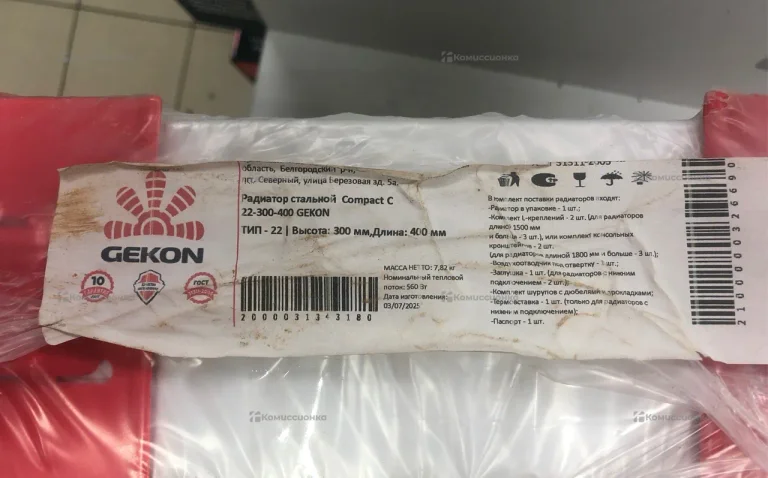 Комиссионка
область, Белгородский р-н,
пгт. Северный, улица Березовая зд. 5а,
Радиатор стальной Compact C
22-300-400 GEKON
ТИП - 22 | Высота: 300 мм,Длина: 400 мм
GEKON
10
ГОСТ
МАССА НЕТТО: 7,82 кг
Номинальный тепловой
поток: 560 Вт
Дата изготовления:
03/07/2025
20000031343180
В комплект поставки радиаторов входят:
-Радиатор в упаковке - 1 шт.;
-Комплект L-креплений - 2 шт. (для радиаторов
длиной 1500 мм
и больше - 3 шт.), или комплект консольных
кронштейнов - 2 шт.
(для радиаторов длиной 1800 мм и больше - 3 шт.);
-Воздухоотводчик под отвертку - 1 шт.;
-Заглушка - 1 шт. (для радиаторов с нижним
подключением - 2 шт.;
-Комплект шурупов с дюбелями и прокладками;
-Термовставка - 1 шт. (только для радиаторов с
нижним подключением);
-Паспорт - 1 шт.
Комиссионка
Комиссионка
Комиссионка
Комиссионка